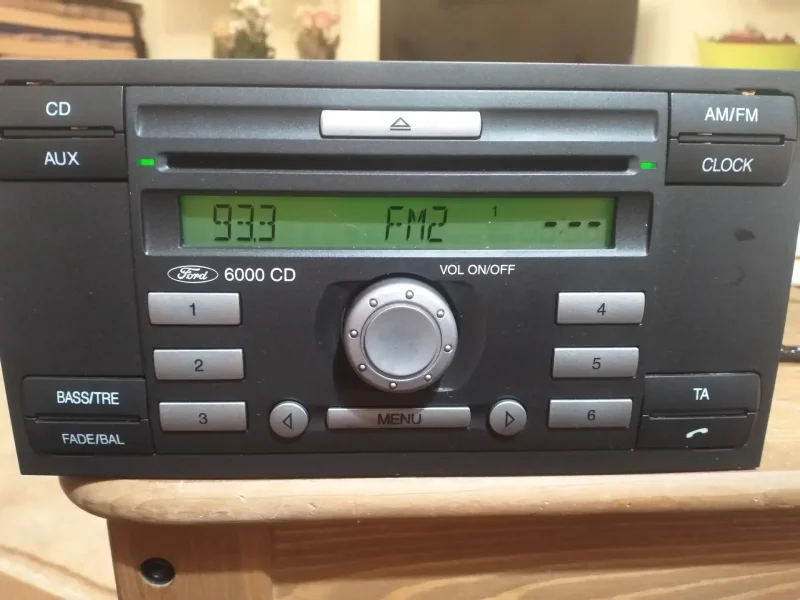 CD
AUX
AM/FM
CLOCK
93.3 FM2 1 -.--
Ford 6000 CD
VOL ON/OFF
1
2
3
4
5
6
BASS/TRE
FADE/BAL
MENU
TA